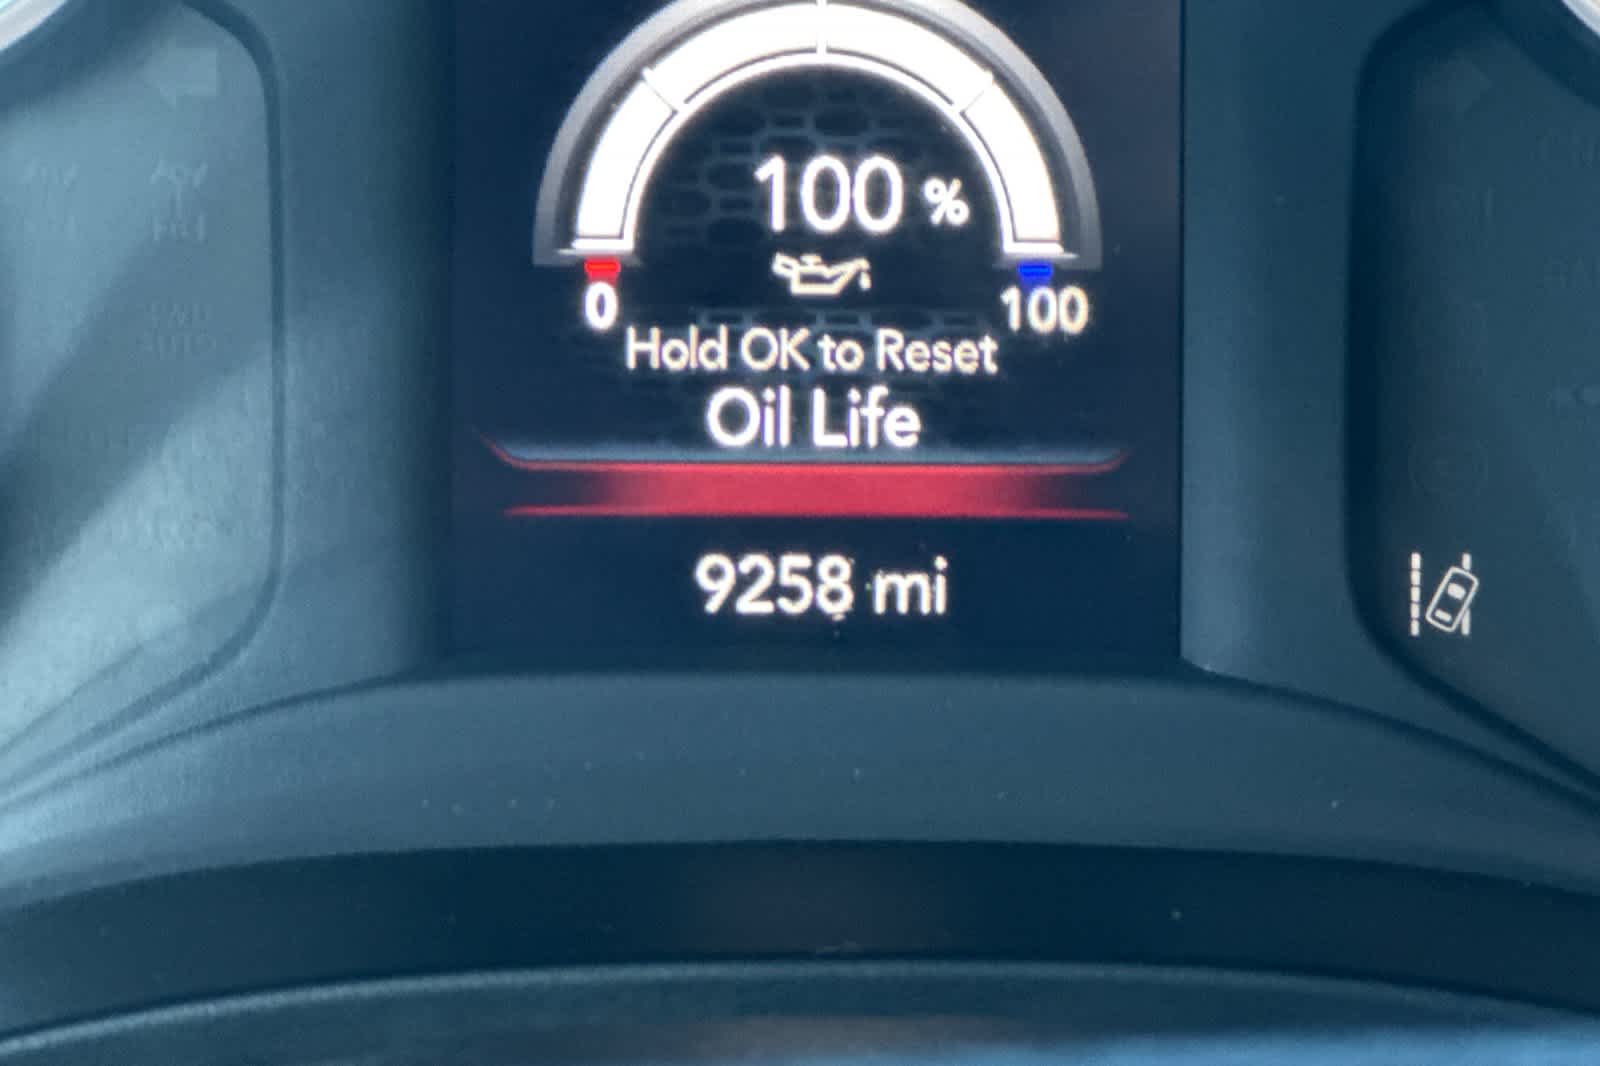 100 %
0
100
Hold OK to Reset
Oil Life
9258 mi